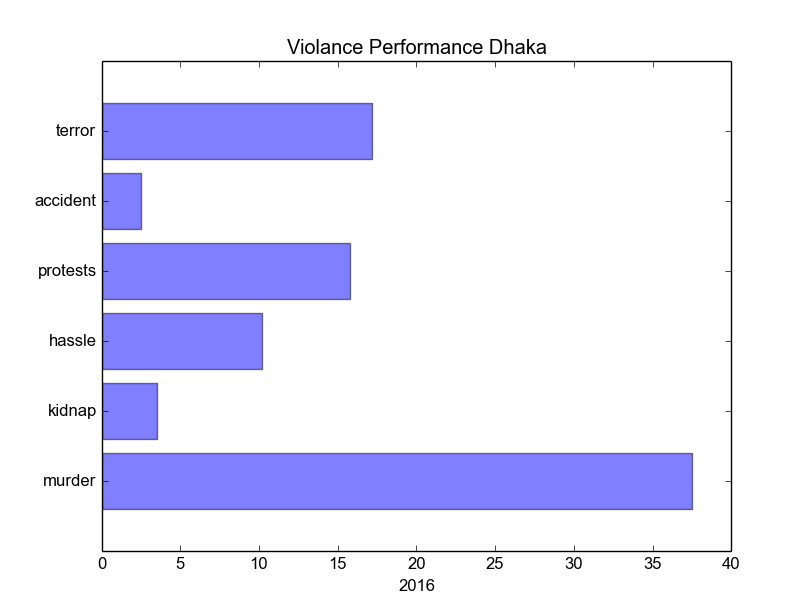 Violance Performance Dhaka
terror
accident
protests
hassle
kidnap
murder
0 5 10 15 20 25 30 35 40
2016